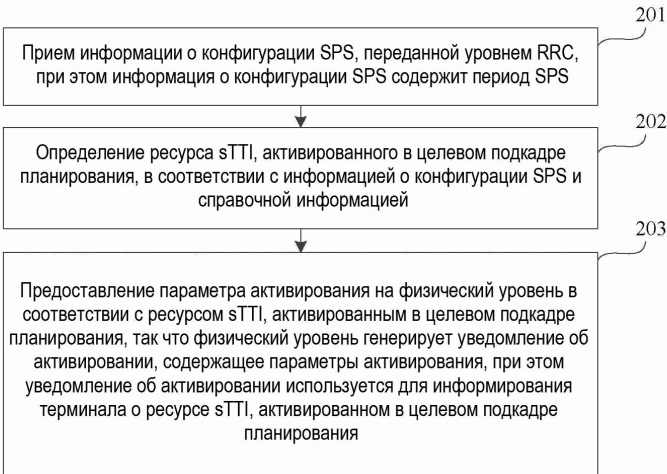 201
Прием информации о конфигурации SPS, переданной уровнем RRC,
при этом информация о конфигурации SPS содержит период SPS
202
Определение ресурса sTTI, активированного в целевом подкадре
планирования, в соответствии с информацией о конфигурации SPS и
справочной информацией
203
Предоставление параметра активирования на физический уровень в
соответствии с ресурсом sTTI, активированным в целевом подкадре
планирования, так что физический уровень генерирует уведомление об
активировании, содержащее параметры активирования, при этом
уведомление об активировании используется для информирования
терминала о ресурсе sTTI, активированном в целевом подкадре
планирования